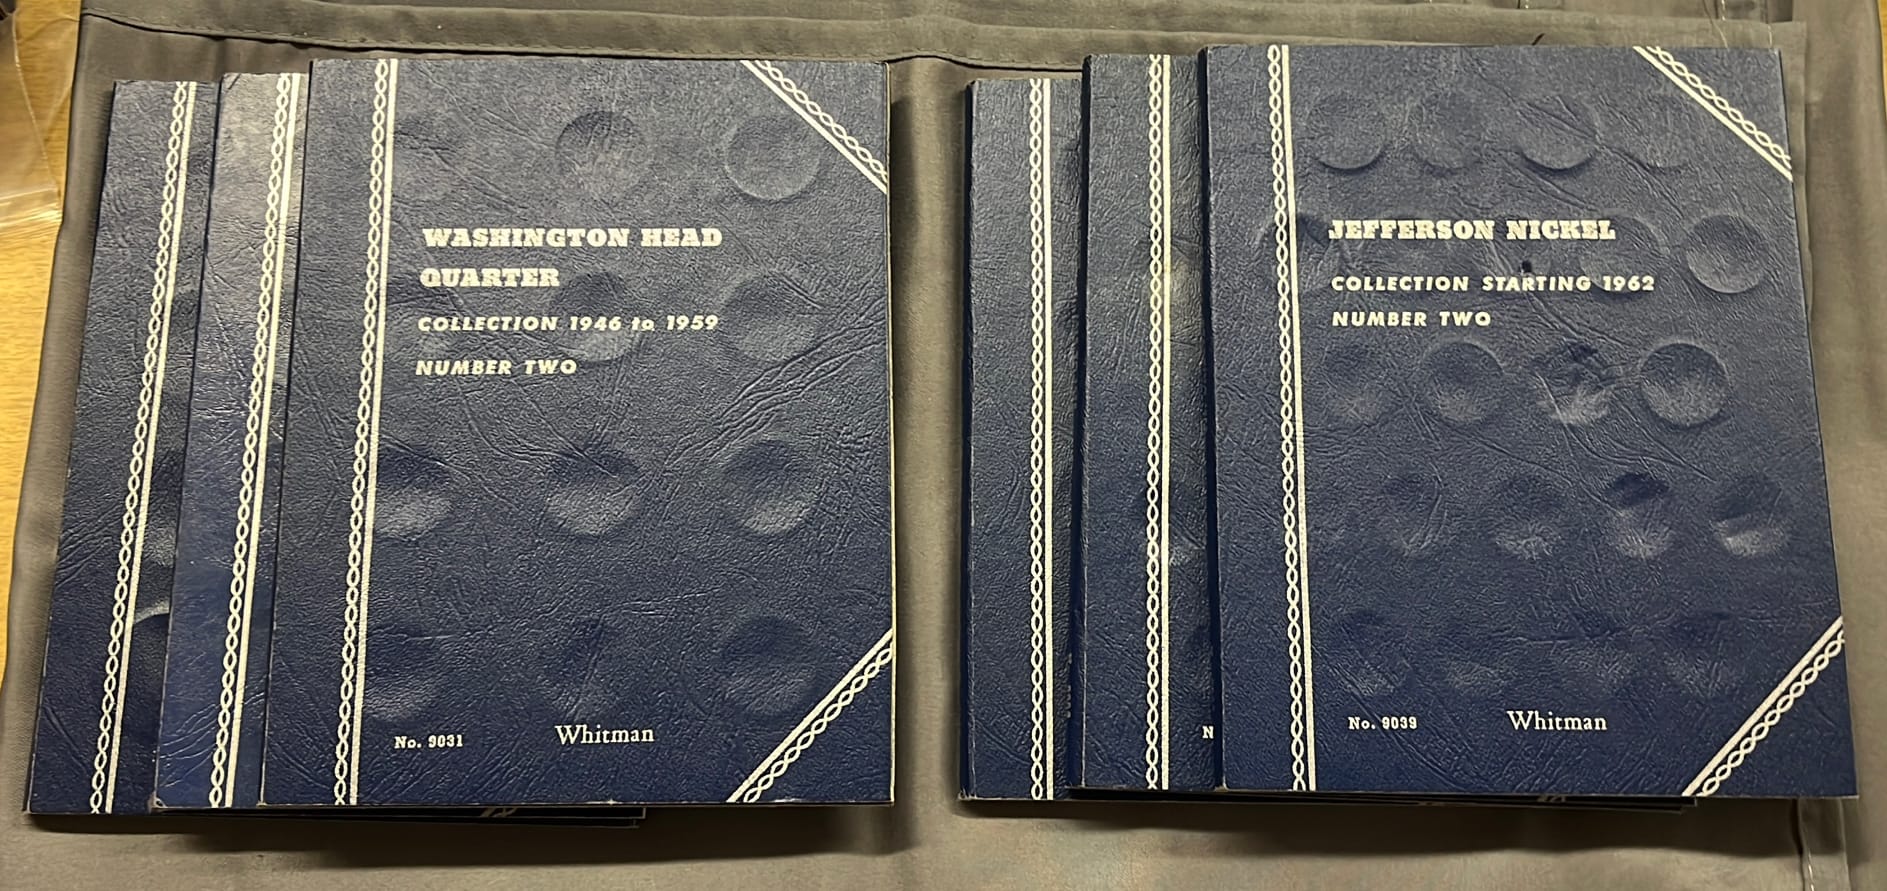 WASHINGTON HEAD
QUARTER
COLLECTION 1946 to 1959
NUMBER TWO
No. 9031 Whitman
JEFFERSON NICKEL
COLLECTION STARTING 1962
NUMBER TWO
N
No. 9039 Whitman